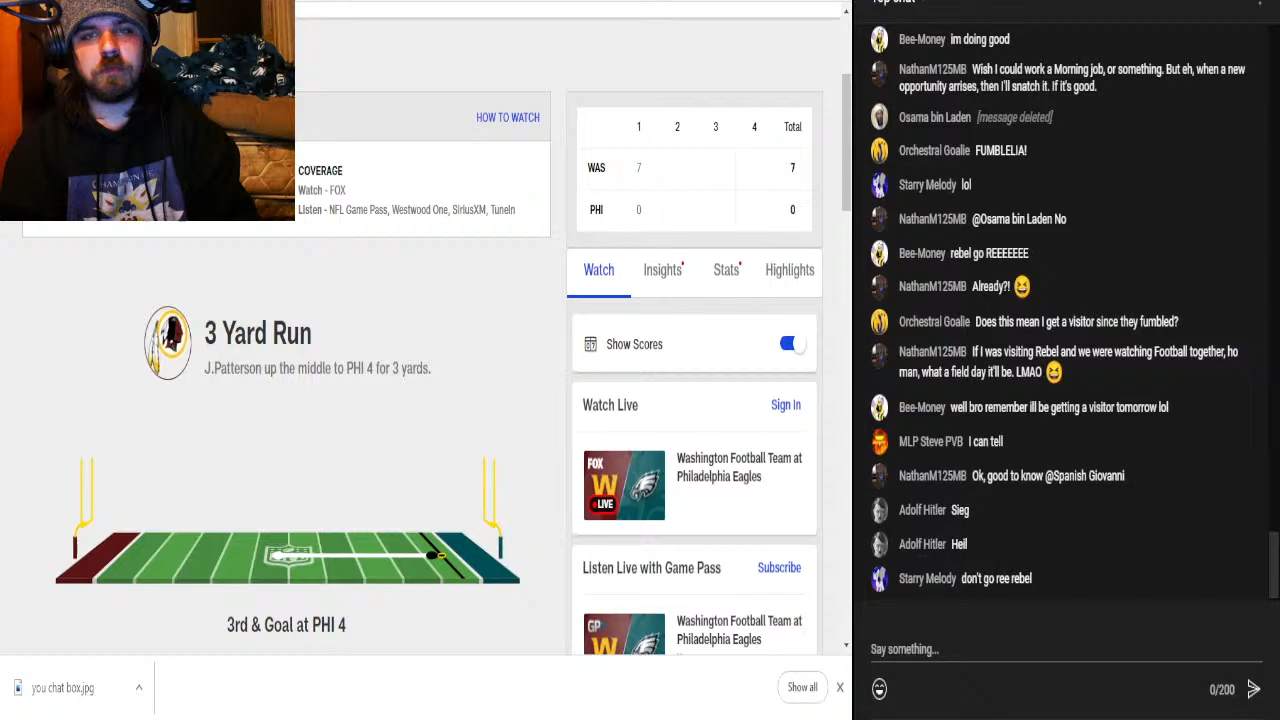 Bee-Money im doing good
NathanM125MB Wish I could work a Morning job, or something. But eh, when a new
opportunity arrises, then I'll snatch it. If it's good.
Osama bin Laden [message deleted]
Orchestral Goalie FUMBLELIA!
Starry Melody lol
NathanM125MB @Osama bin Laden No
Bee-Money rebel go REEEEEEE
NathanM125MB Already?!
Orchestral Goalie Does this mean I get a visitor since they fumbled?
NathanM125MB If I was visiting Rebel and we were watching Football together, ho
man, what a field day it'll be. LMAO
Bee-Money well bro remember ill be getting a visitor tomorrow lol
MLP Steve PVB I can tell
NathanM125MB Ok, good to know @Spanish Giovanni
Adolf Hitler Sieg
Adolf Hitler Heil
Starry Melody don't go ree rebel
Say something...
0/200
HOW TO WATCH
COVERAGE
Watch - FOX
Listen - NFL Game Pass, Westwood One, SiriusXM, TuneIn
1 2 3 4 Total
WAS 7 7
PHI 0 0
Watch Insights Stats Highlights
Show Scores
Watch Live Sign In
FOX
W
LIVE
Washington Football Team at
Philadelphia Eagles
Listen Live with Game Pass Subscribe
GP
W
Washington Football Team at
Philadelphia Eagles
3 Yard Run
J.Patterson up the middle to PHI 4 for 3 yards.
NFL
3rd & Goal at PHI 4
you chat box.jpg
Show all
X